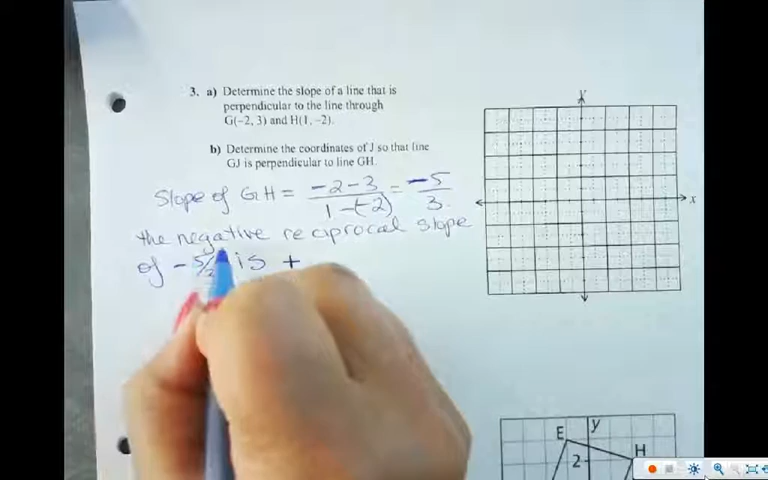 3. a) Determine the slope of a line that is
perpendicular to the line through
G(−2, 3) and H(1, −2).
b) Determine the coordinates of J so that line
GJ is perpendicular to line GH.
Slope of GH = −2−3 / 1−(−2) = −5 / 3
the negative reciprocal slope
of − is +
y
x
E
y
H
2